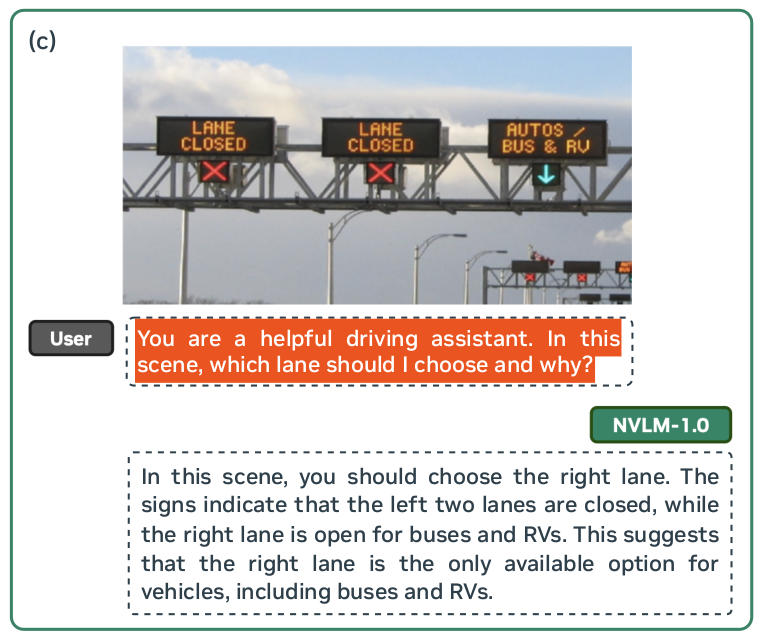 (c)
LANE
CLOSED
LANE
CLOSED
AUTOS /
BUS & RV
User
You are a helpful driving assistant. In this
scene, which lane should I choose and why?
NVLM-1.0
In this scene, you should choose the right lane. The
signs indicate that the left two lanes are closed, while
the right lane is open for buses and RVs. This suggests
that the right lane is the only available option for
vehicles, including buses and RVs.